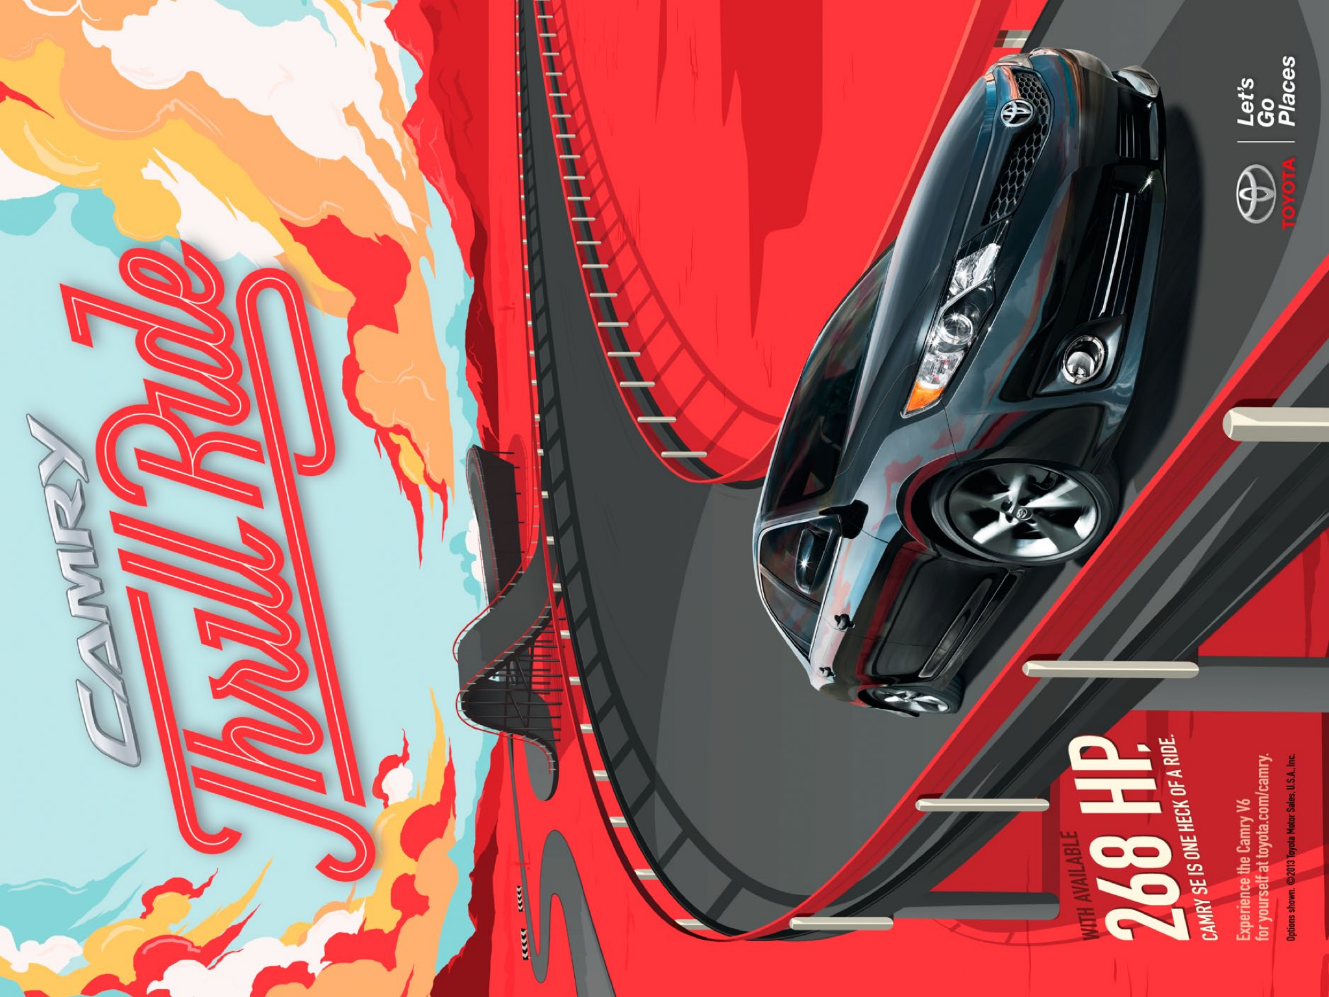 CAMRY
Thrill Ride
WITH AVAILABLE
268 HP.
CAMRY SE IS ONE HECK OF A RIDE.
Experience the Camry V6
for yourself at toyota.com/camry.
Options shown. ©2013 Toyota Motor Sales, U.S.A., Inc.
TOYOTA
Let's
Go
Places